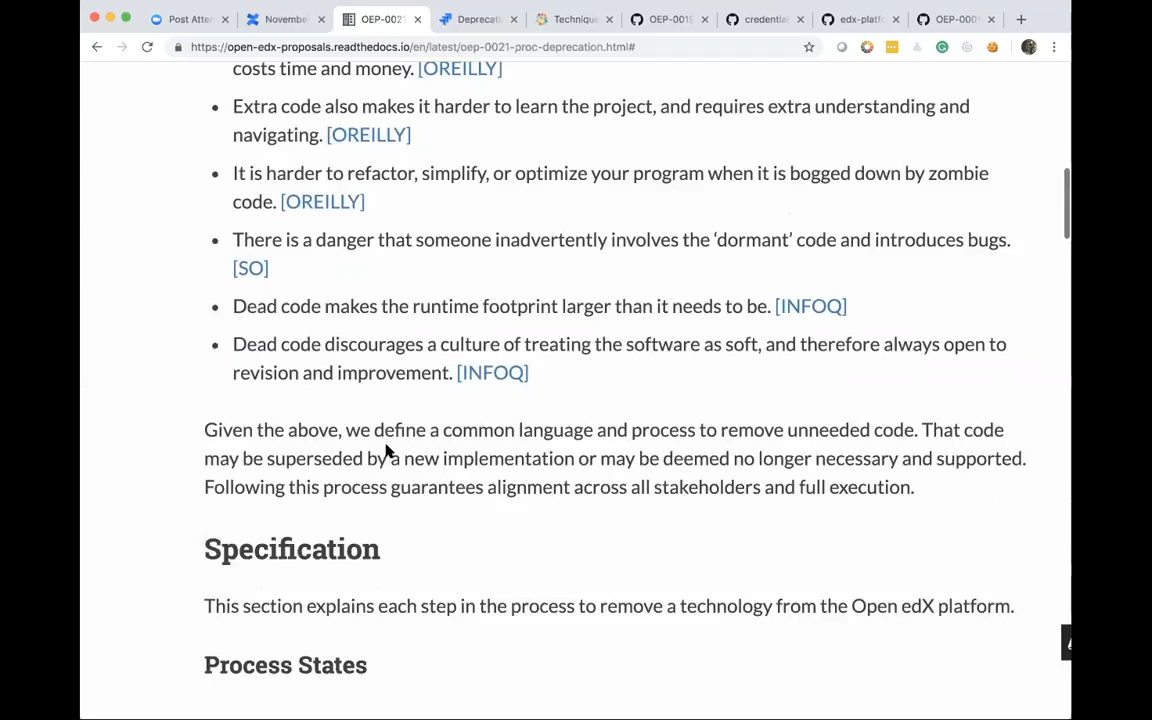 Post Atten
Novembe
OEP-0021
Deprecati
Technique
OEP-0018
credential
edx-platfo
OEP-0001
https://open-edx-proposals.readthedocs.io/en/latest/oep-0021-proc-deprecation.html#
costs time and money. [OREILLY]
• Extra code also makes it harder to learn the project, and requires extra understanding and
navigating. [OREILLY]
• It is harder to refactor, simplify, or optimize your program when it is bogged down by zombie
code. [OREILLY]
• There is a danger that someone inadvertently involves the ‘dormant’ code and introduces bugs.
[SO]
• Dead code makes the runtime footprint larger than it needs to be. [INFOQ]
• Dead code discourages a culture of treating the software as soft, and therefore always open to
revision and improvement. [INFOQ]
Given the above, we define a common language and process to remove unneeded code. That code
may be superseded by a new implementation or may be deemed no longer necessary and supported.
Following this process guarantees alignment across all stakeholders and full execution.
Specification
This section explains each step in the process to remove a technology from the Open edX platform.
Process States